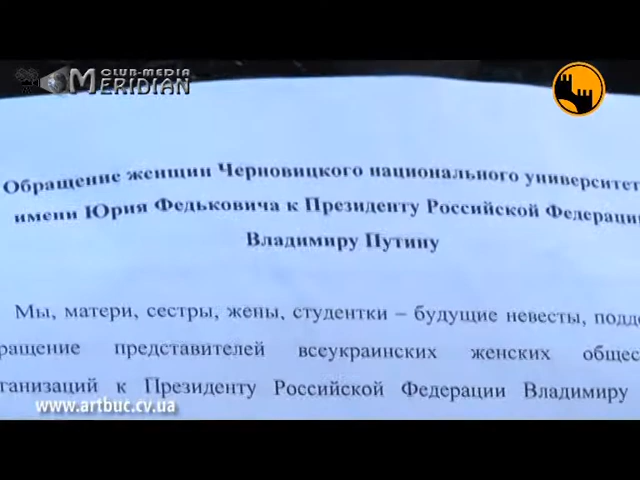 CLUB-MEDIA
MERIDIAN
Обращение женщин Черновицкого национального университет
имени Юрия Федьковича к Президенту Российской Федерации
Владимиру Путину
Мы, матери, сестры, жены, студентки – будущие невесты, подде
ращение представителей всеукраинских женских общес
ганизаций к Президенту Российской Федерации Владимиру
www.artbuc.cv.ua